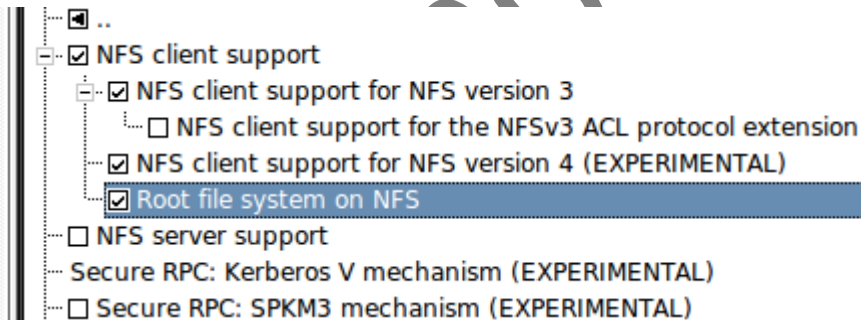 ..
NFS client support
NFS client support for NFS version 3
NFS client support for the NFSv3 ACL protocol extension
NFS client support for NFS version 4 (EXPERIMENTAL)
Root file system on NFS
NFS server support
Secure RPC: Kerberos V mechanism (EXPERIMENTAL)
Secure RPC: SPKM3 mechanism (EXPERIMENTAL)